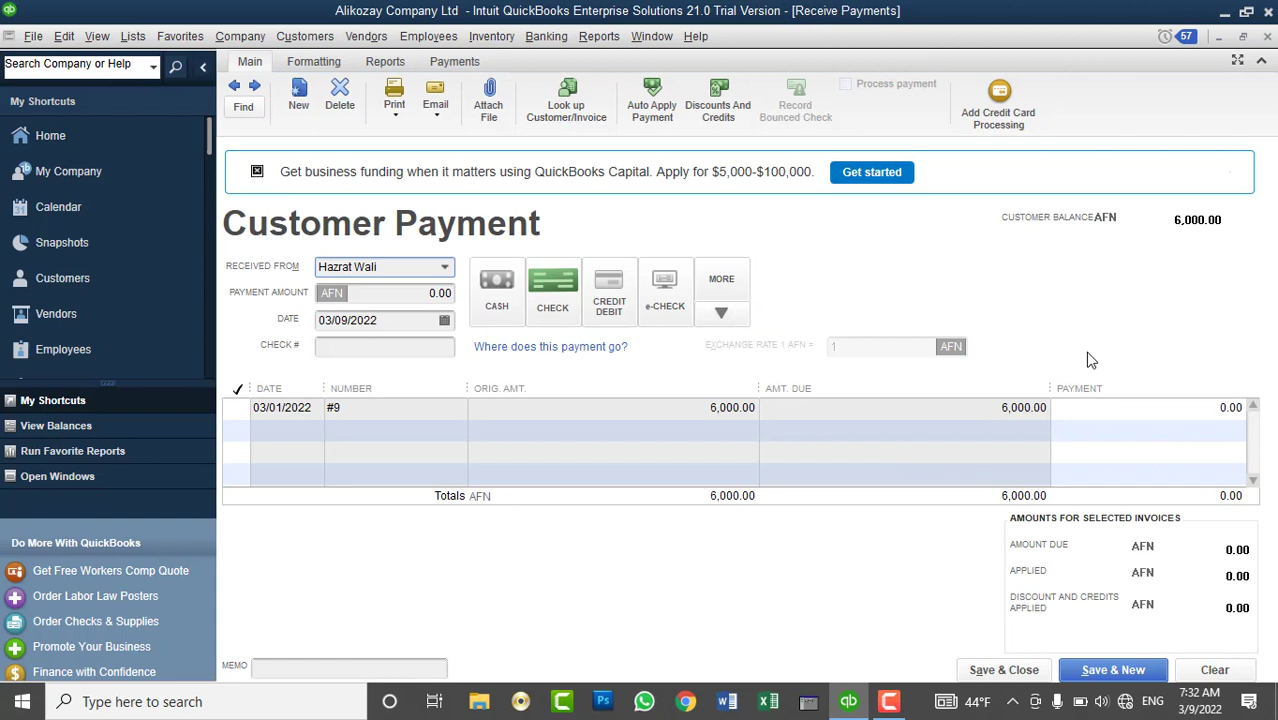 Alikozay Company Ltd - Intuit QuickBooks Enterprise Solutions 21.0 Trial Version - [Receive Payments]
File Edit View Lists Favorites Company Customers Vendors Employees Inventory Banking Reports Window Help 57
Search Company or Help
Main Formatting Reports Payments
Find New Delete Print Email Attach File Look up Customer/Invoice Auto Apply Payment Discounts And Credits Record Bounced Check Process payment Add Credit Card Processing
My Shortcuts
Home
My Company
Calendar
Snapshots
Customers
Vendors
Employees
My Shortcuts
View Balances
Run Favorite Reports
Open Windows
Do More With QuickBooks
Get Free Workers Comp Quote
Order Labor Law Posters
Order Checks & Supplies
Promote Your Business
Finance with Confidence
Get business funding when it matters using QuickBooks Capital. Apply for $5,000-$100,000. Get started
Customer Payment
CUSTOMER BALANCE AFN 6,000.00
RECEIVED FROM Hazrat Wali
PAYMENT AMOUNT AFN 0.00
DATE 03/09/2022
CHECK #
CASH CHECK CREDIT DEBIT e-CHECK MORE
Where does this payment go? EXCHANGE RATE 1 AFN = 1 AFN
DATE NUMBER ORIG. AMT. AMT. DUE PAYMENT
03/01/2022 #9 6,000.00 6,000.00 0.00
Totals AFN 6,000.00 6,000.00 0.00
AMOUNTS FOR SELECTED INVOICES
AMOUNT DUE AFN 0.00
APPLIED AFN 0.00
DISCOUNT AND CREDITS APPLIED AFN 0.00
MEMO
Save & Close Save & New Clear
Type here to search
44°F ENG 7:32 AM
3/9/2022